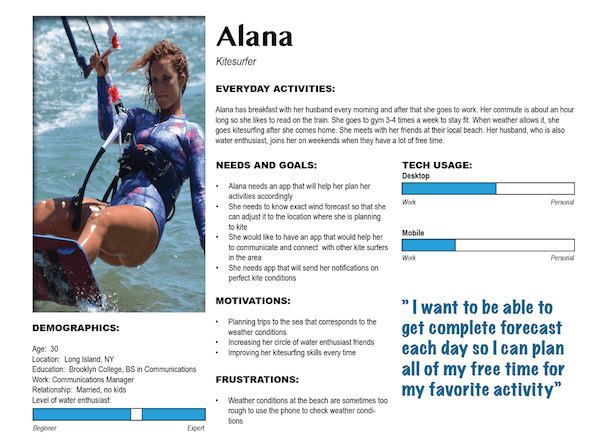 Alana
Kitesurfer
EVERYDAY ACTIVITIES:
Alana has breakfast with her husband every morning and after that she goes to work. Her commute is about an hour
long so she likes to read on the train. She goes to gym 3-4 times a week to stay fit. When weather allows it, she
goes kitesurfing after she comes home. She meets with her friends at their local beach. Her husband, who is also
water enthusiast, joins her on weekends when they have a lot of free time.
NEEDS AND GOALS:
• Alana needs an app that will help her plan her
activities accordingly
• She needs to know exact wind forecast so that she
can adjust it to the location where she is planning
to kite
• She would like to have an app that would help her
to communicate and connect with other kite surfers
in the area
• She needs app that will send her notifications on
perfect kite conditions
MOTIVATIONS:
• Planning trips to the sea that corresponds to the
weather conditions
• Increasing her circle of water enthusiast friends
• Improving her kitesurfing skills every time
FRUSTRATIONS:
• Weather conditions at the beach are sometimes too
rough to use the phone to check weather condi-
tions
TECH USAGE:
Desktop
Work Personal
Mobile
Work Personal
" I want to be able to
get complete forecast
each day so I can plan
all of my free time for
my favorite activity"
DEMOGRAPHICS:
Age: 30
Location: Long Island, NY
Education: Brooklyn College, BS in Communications
Work: Communications Manager
Relationship: Married, no kids
Level of water enthusiast:
Beginner Expert